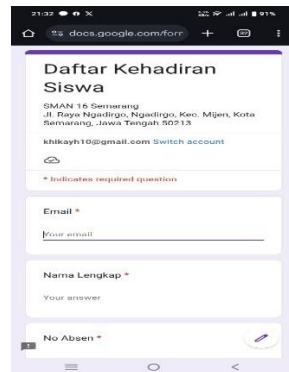 21:32
91%
docs.google.com/forr
Daftar Kehadiran
Siswa
SMAN 16 Semarang
Jl. Raya Ngadirgo, Ngadirgo, Kec. Mijen, Kota
Semarang, Jawa Tengah 50213
khikayh10@gmail.com Switch
account
* Indicates required question
Email *
Your email
Nama Lengkap *
Your answer
No Absen *